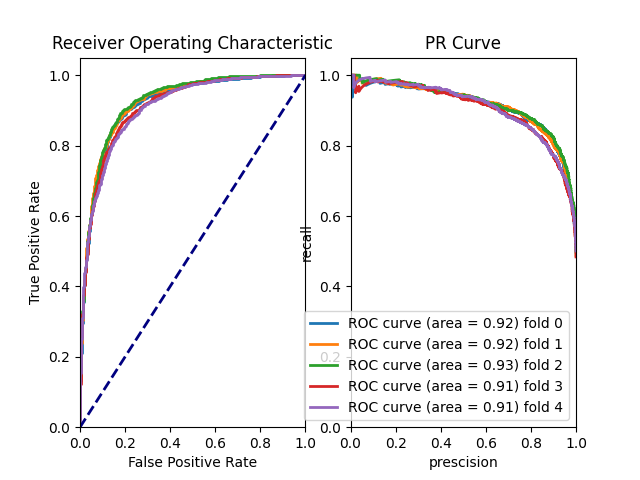 Receiver Operating Characteristic
PR Curve
1.0
0.8
0.6
0.4
0.2
0.0
True Positive Rate
0.0 0.2 0.4 0.6 0.8 1.0
False Positive Rate
1.0
0.8
0.6
0.4
0.2
0.0
recall
0.0 0.2 0.4 0.6 0.8 1.0
prescision
ROC curve (area = 0.92) fold 0
ROC curve (area = 0.92) fold 1
ROC curve (area = 0.93) fold 2
ROC curve (area = 0.91) fold 3
ROC curve (area = 0.91) fold 4